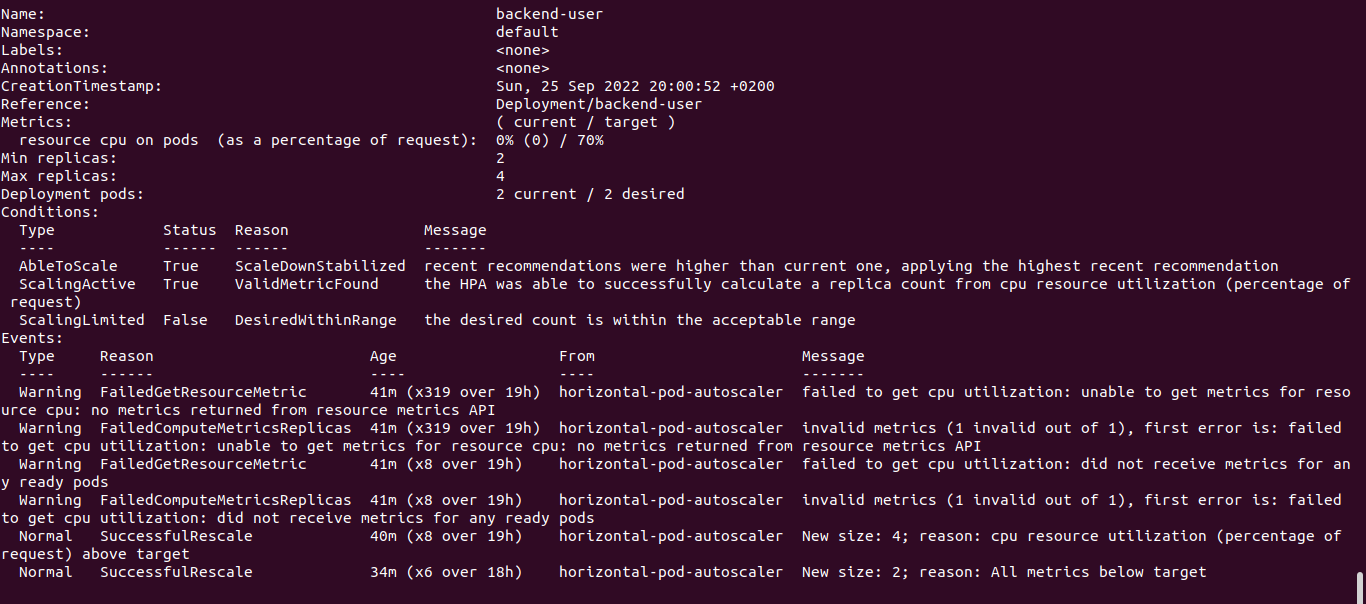 Name: backend-user
Namespace: default
Labels: <none>
Annotations: <none>
CreationTimestamp: Sun, 25 Sep 2022 20:00:52 +0200
Reference: Deployment/backend-user
Metrics: ( current / target )
  resource cpu on pods  (as a percentage of request):  0% (0) / 70%
Min replicas: 2
Max replicas: 4
Deployment pods: 2 current / 2 desired
Conditions:
  Type            Status  Reason               Message
  ----            ------  ------               -------
  AbleToScale     True    ScaleDownStabilized  recent recommendations were higher than current one, applying the highest recent recommendation
  ScalingActive   True    ValidMetricFound     the HPA was able to successfully calculate a replica count from cpu resource utilization (percentage of
 request)
  ScalingLimited  False   DesiredWithinRange   the desired count is within the acceptable range
Events:
  Type     Reason                        Age                  From                       Message
  ----     ------                        ----                 ----                       -------
  Warning  FailedGetResourceMetric       41m (x319 over 19h)  horizontal-pod-autoscaler  failed to get cpu utilization: unable to get metrics for reso
urce cpu: no metrics returned from resource metrics API
  Warning  FailedComputeMetricsReplicas  41m (x319 over 19h)  horizontal-pod-autoscaler  invalid metrics (1 invalid out of 1), first error is: failed
to get cpu utilization: unable to get metrics for resource cpu: no metrics returned from resource metrics API
  Warning  FailedGetResourceMetric       41m (x8 over 19h)    horizontal-pod-autoscaler  failed to get cpu utilization: did not receive metrics for an
y ready pods
  Warning  FailedComputeMetricsReplicas  41m (x8 over 19h)    horizontal-pod-autoscaler  invalid metrics (1 invalid out of 1), first error is: failed
to get cpu utilization: did not receive metrics for any ready pods
  Normal   SuccessfulRescale             40m (x8 over 19h)    horizontal-pod-autoscaler  New size: 4; reason: cpu resource utilization (percentage of
request) above target
  Normal   SuccessfulRescale             34m (x6 over 18h)    horizontal-pod-autoscaler  New size: 2; reason: All metrics below target